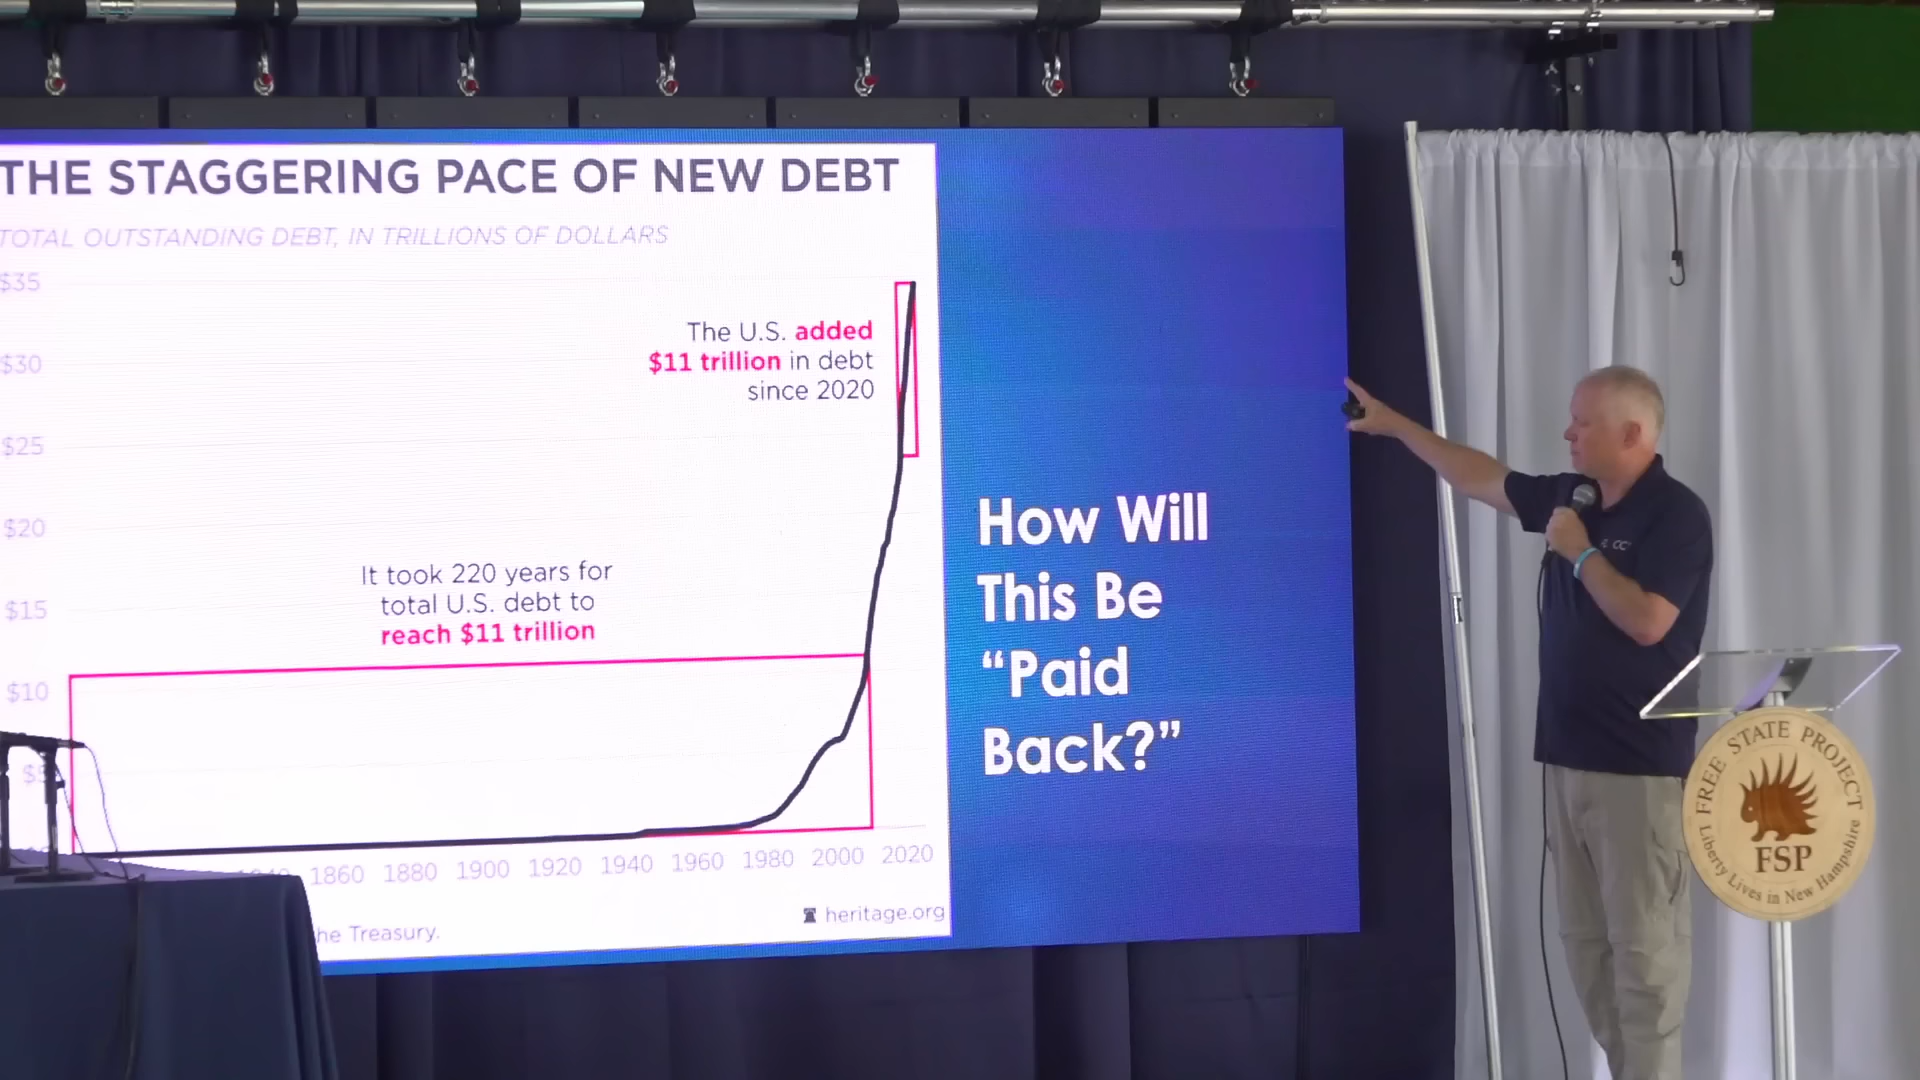 THE STAGGERING PACE OF NEW DEBT
TOTAL OUTSTANDING DEBT, IN TRILLIONS OF DOLLARS
$35
$30
$25
$20
$15
$10
$5
The U.S. added
$11 trillion in debt
since 2020
It took 220 years for
total U.S. debt to
reach $11 trillion
1860 1880 1900 1920 1940 1960 1980 2000 2020
he Treasury.
heritage.org
How Will
This Be
“Paid
Back?”
FREE STATE PROJECT
FSP
Liberty Lives in New Hampshire